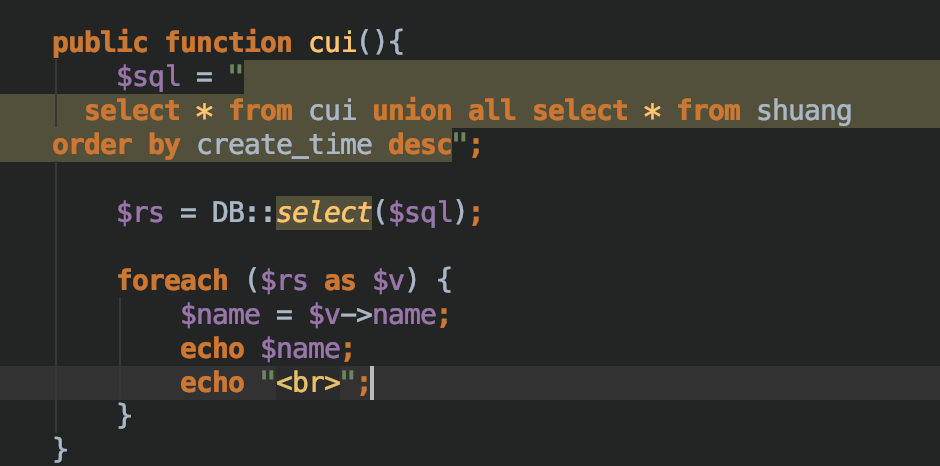 public function cui(){
    $sql = "
  select * from cui union all select * from shuang
order by create_time desc";
    $rs = DB::select($sql);
    foreach ($rs as $v) {
        $name = $v->name;
        echo $name;
        echo "<br>";
    }
}